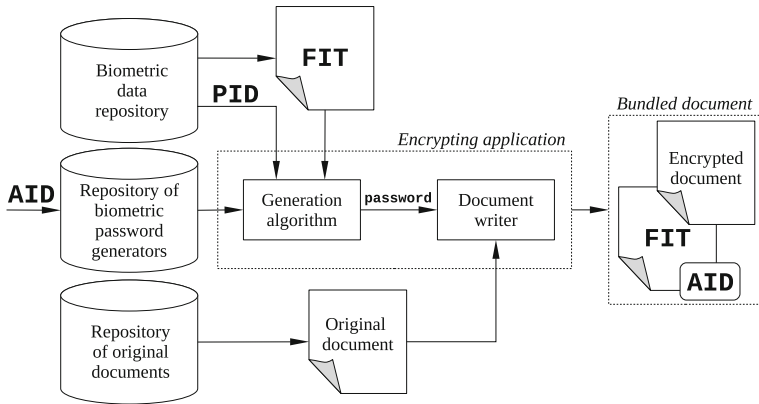 Biometric
data
repository
FIT
PID
Encrypting application
Bundled document
AID
Repository of
biometric
password
generators
Generation
algorithm
password
Document
writer
Encrypted
document
FIT
AID
Repository
of original
documents
Original
document